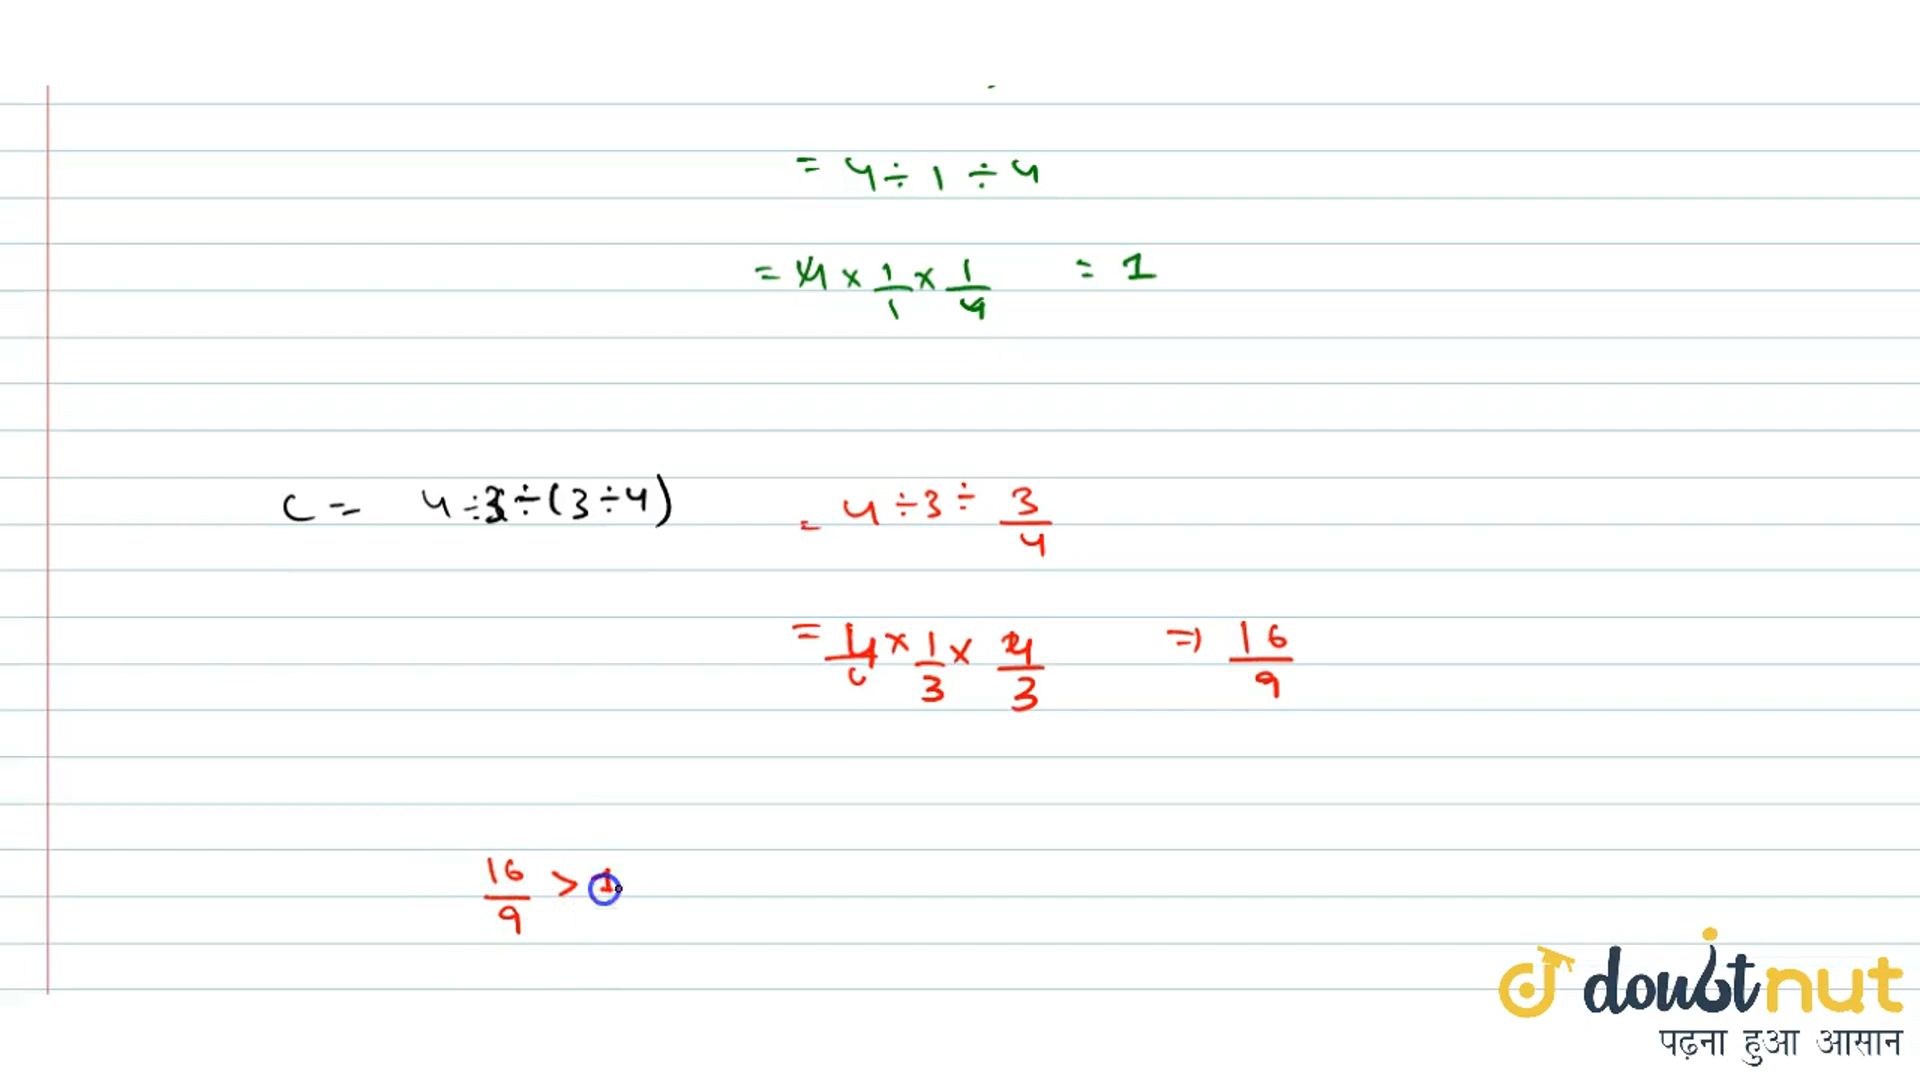 = 4 ÷ 1 ÷ 4
= 4 × 1/1 × 1/4 = 1
C = 4 ÷ 3 ÷ (3 ÷ 4) = 4 ÷ 3 ÷ 3/4
= 4 × 1/3 × 4/3 ⇒ 16/9
16/9 > 1
doubtnut
पढ़ना हुआ आसान